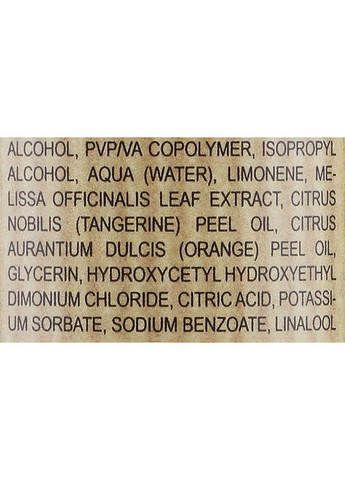 ALCOHOL, PVP/VA COPOLYMER, ISOPROPYL
ALCOHOL, AQUA (WATER), LIMONENE, ME-
LISSA OFFICINALIS LEAF EXTRACT, CITRUS
NOBILIS (TANGERINE) PEEL OIL, CITRUS
AURANTIUM DULCIS (ORANGE) PEEL OIL,
GLYCERIN, HYDROXYCETYL HYDROXYETHYL
DIMONIUM CHLORIDE, CITRIC ACID, POTASSI-
UM SORBATE, SODIUM BENZOATE, LINALOOL